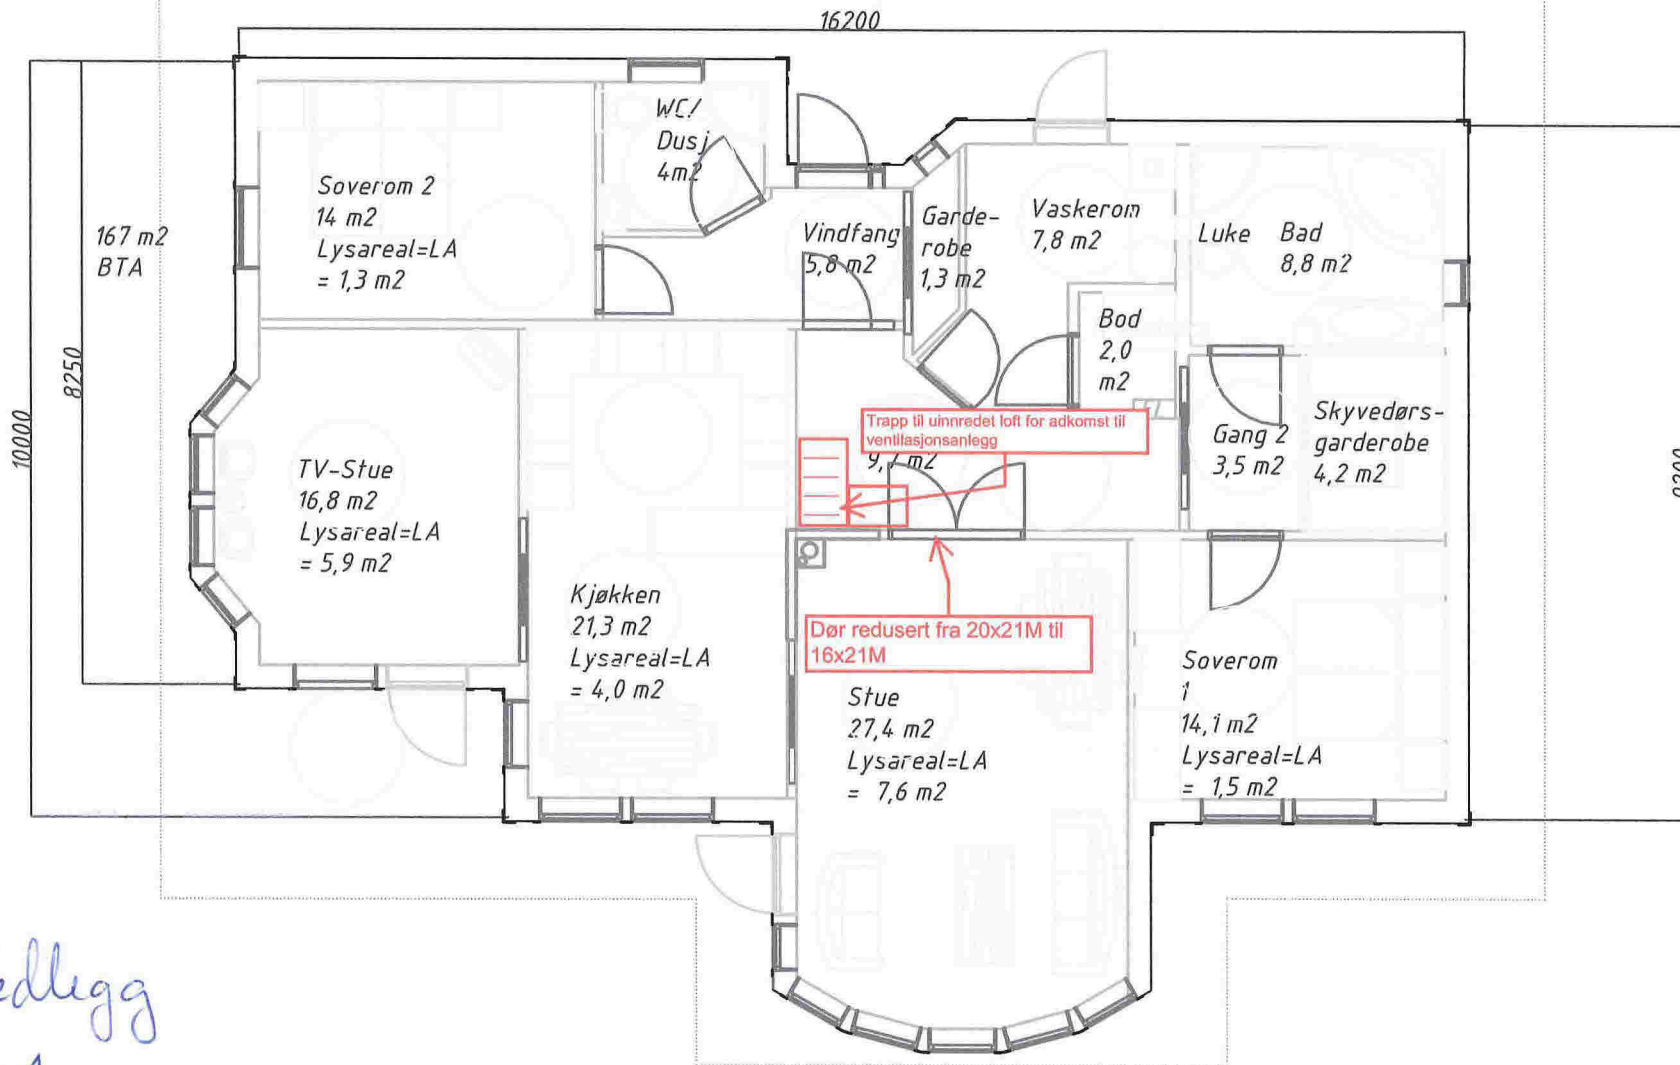 16200
10000
8250
167 m2
BTA
Soverom 2
14 m2
Lysareal=LA
= 1,3 m2
WC/
Dusj
4m2
Vindfang
5,8 m2
Garde-
robe
1,3 m2
Vaskerom
7,8 m2
Luke
Bad
8,8 m2
Bod
2,0
m2
Trapp til uinnredet loft for adkomst til
ventilasjonsanlegg
9,7 m2
Gang 2
3,5 m2
Skyvedørs-
garderobe
4,2 m2
TV-Stue
16,8 m2
Lysareal=LA
= 5,9 m2
Kjøkken
21,3 m2
Lysareal=LA
= 4,0 m2
Dør redusert fra 20x21M til
16x21M
Stue
27,4 m2
Lysareal=LA
= 7,6 m2
Soverom
1
14,1 m2
Lysareal=LA
= 1,5 m2
edlegg